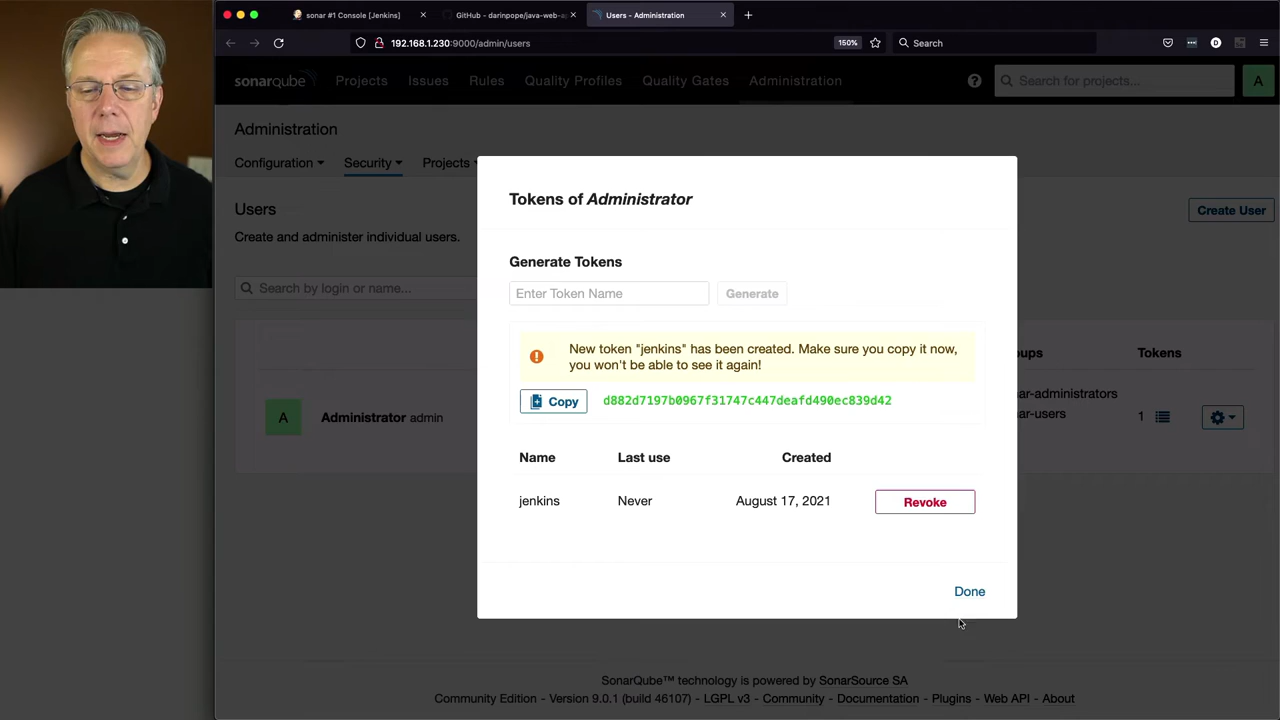 sonar #1 Console [Jenkins]
GitHub - darinpope/java-web-ap
Users - Administration
192.168.1.230:9000/admin/users
150%
Search
sonarqube
Projects
Issues
Rules
Quality Profiles
Quality Gates
Administration
?
Search for projects...
A
Administration
Configuration
Security
Projects
Users
Create User
Create and administer individual users.
Search by login or name...
Tokens
A
Administrator admin
ar-administrators
ar-users
1
Tokens of Administrator
Generate Tokens
Enter Token Name
Generate
New token "jenkins" has been created. Make sure you copy it now,
you won't be able to see it again!
Copy
d882d7197b0967f31747c447deafd490ec839d42
Name Last use Created
jenkins Never August 17, 2021 Revoke
Done
SonarQube™ technology is powered by SonarSource SA
Community Edition - Version 9.0.1 (build 46107) - LGPL v3 - Community - Documentation - Plugins - Web API - About